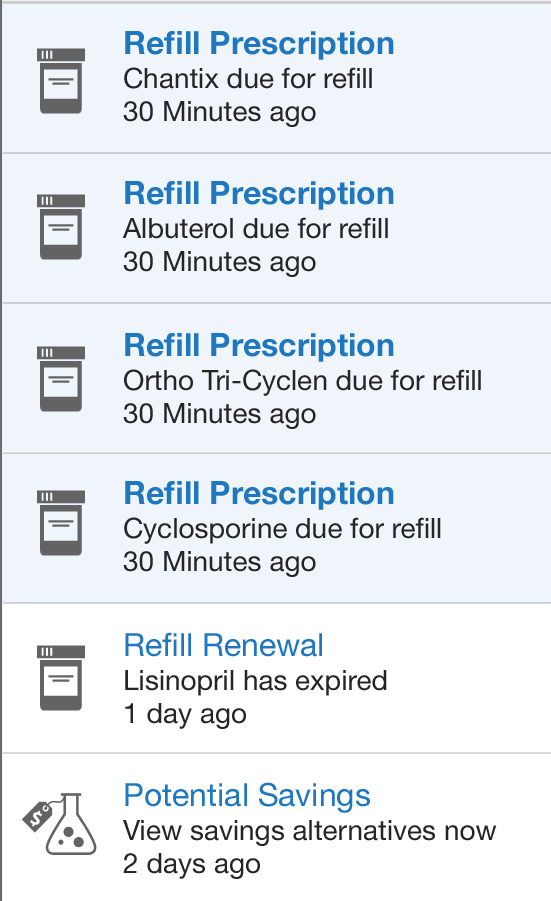 Refill Prescription
Chantix due for refill
30 Minutes ago
Refill Prescription
Albuterol due for refill
30 Minutes ago
Refill Prescription
Ortho Tri-Cyclen due for refill
30 Minutes ago
Refill Prescription
Cyclosporine due for refill
30 Minutes ago
Refill Renewal
Lisinopril has expired
1 day ago
$
Potential Savings
View savings alternatives now
2 days ago